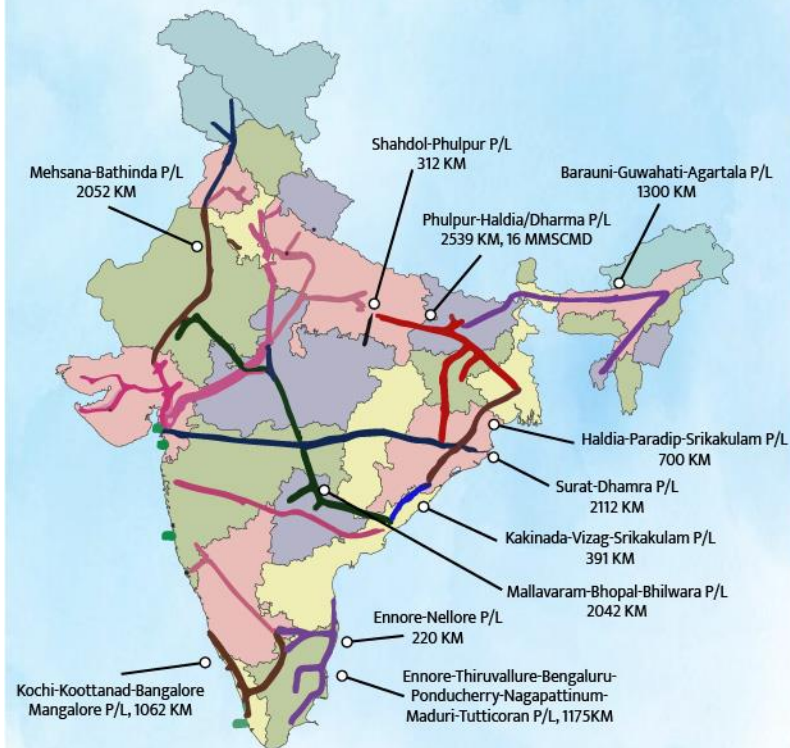 Shahdol-Phulpur P/L
312 KM
Mehsana-Bathinda P/L
2052 KM
Barauni-Guwahati-Agartala P/L
1300 KM
Phulpur-Haldia/Dharma P/L
2539 KM, 16 MMSCMD
Haldia-Paradip-Srikakulam P/L
700 KM
Surat-Dhamra P/L
2112 KM
Kakinada-Vizag-Srikakulam P/L
391 KM
Mallavaram-Bhopal-Bhilwara P/L
2042 KM
Ennore-Nellore P/L
220 KM
Ennore-Thiruvallure-Bengaluru-
Ponducherry-Nagapattinum-
Maduri-Tutticoran P/L, 1175KM
Kochi-Koottanad-Bangalore
Mangalore P/L, 1062 KM